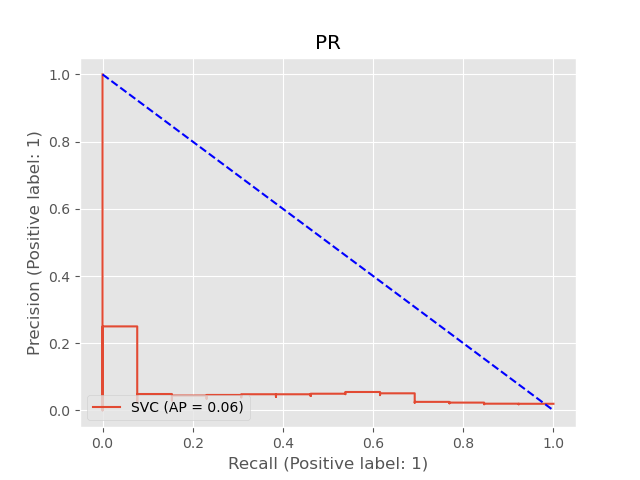 PR
1.0
0.8
0.6
0.4
0.2
0.0
Precision (Positive label: 1)
SVC (AP = 0.06)
0.0 0.2 0.4 0.6 0.8 1.0
Recall (Positive label: 1)